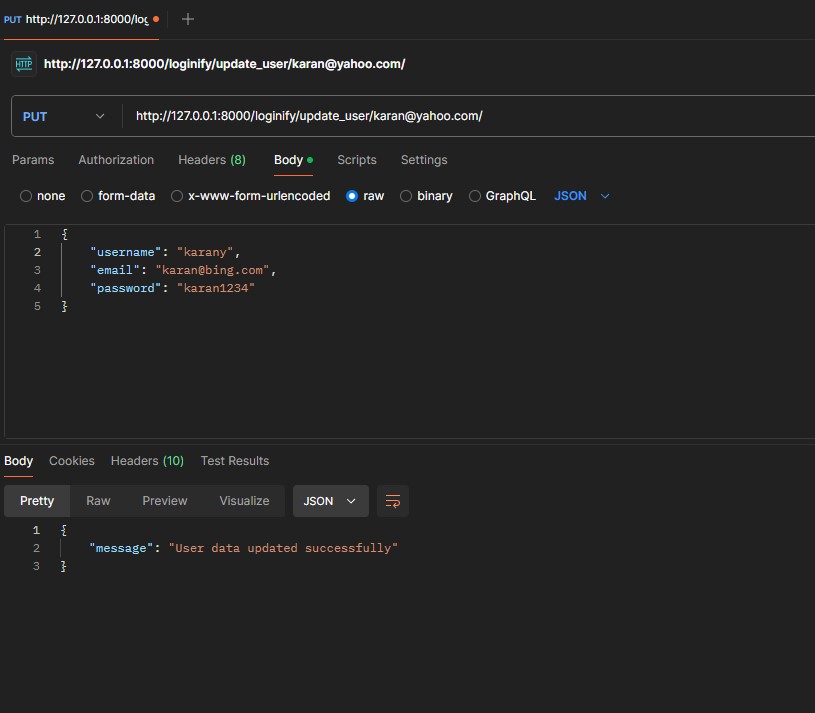 PUT http://127.0.0.1:8000/log
HTTP http://127.0.0.1:8000/loginify/update_user/karan@yahoo.com/
PUT http://127.0.0.1:8000/loginify/update_user/karan@yahoo.com/
Params Authorization Headers (8) Body Scripts Settings
none form-data x-www-form-urlencoded raw binary GraphQL JSON
1 {
2 "username": "karany",
3 "email": "karan@bing.com",
4 "password": "karan1234"
5 }
Body Cookies Headers (10) Test Results
Pretty Raw Preview Visualize JSON
1 {
2 "message": "User data updated successfully"
3 }